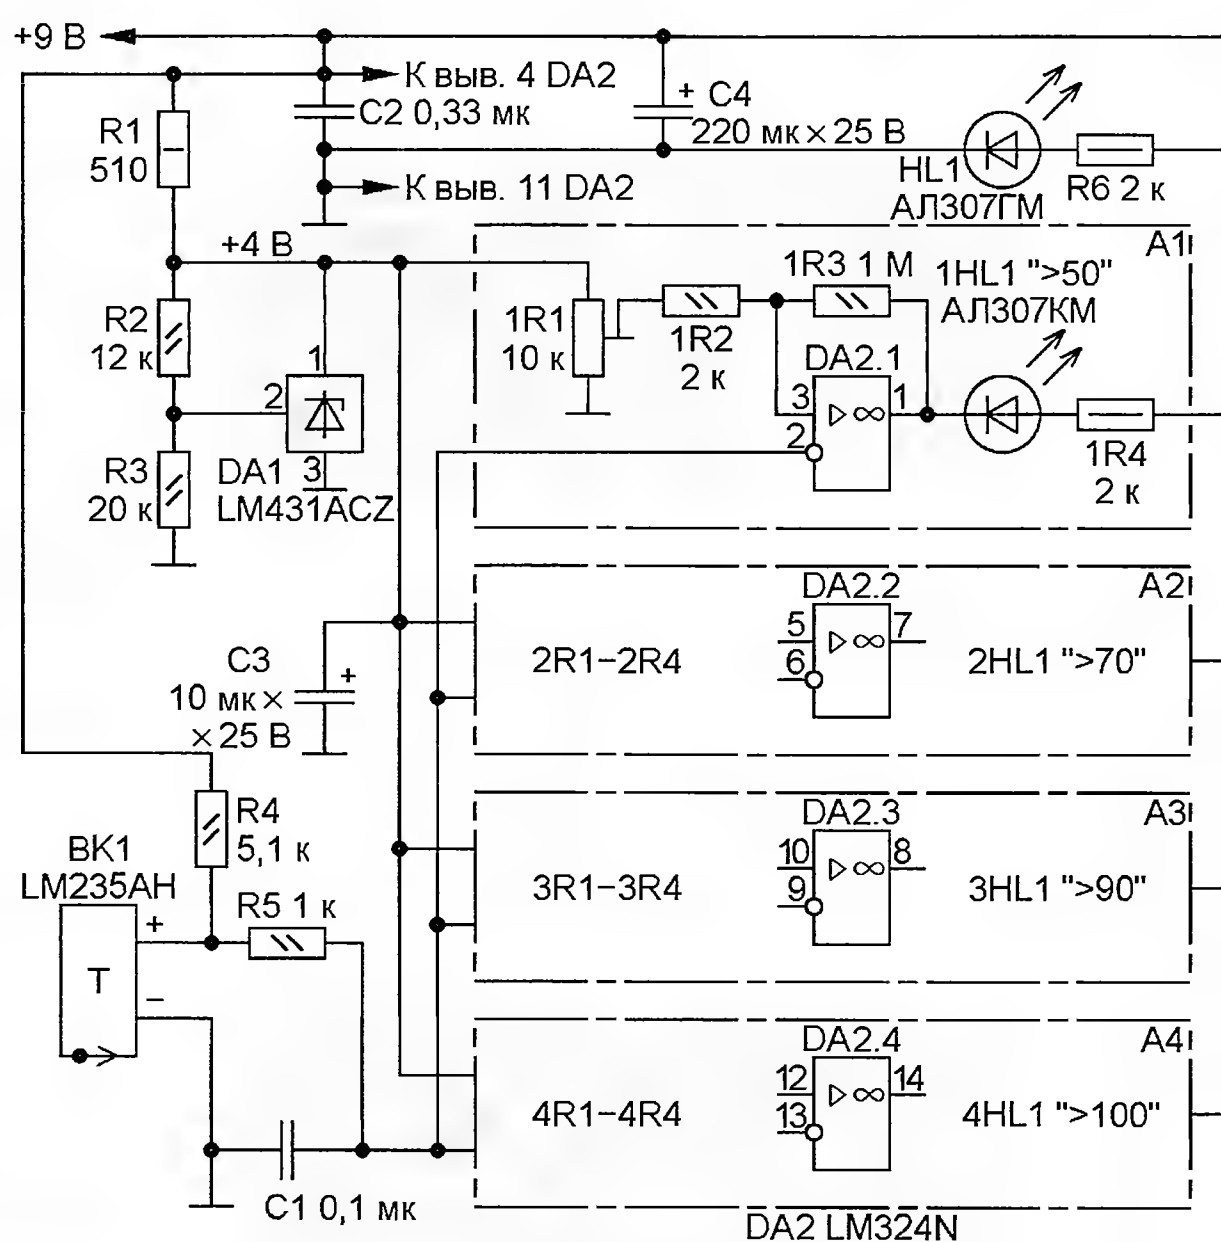 +9 В
К выв. 4 DA2
C2 0,33 мк
+ C4
220 мк × 25 В
R1
510
К выв. 11 DA2
HL1
АЛ307ГМ
R6 2 к
+4 В
A1
1R3 1 М
1HL1 ">50"
АЛ307КМ
R2
12 к
1R1
10 к
1R2
2 к
DA2.1
1
2
3
▷ ∞
3
2
1
R3
20 к
DA1
LM431ACZ
1R4
2 к
DA2.2
A2
5
6
▷ ∞
7
2R1–2R4
2HL1 ">70"
C3
10 мк ×
× 25 В
+
DA2.3
A3
10
9
▷ ∞
8
3R1–3R4
3HL1 ">90"
R4
5,1 к
BK1
LM235AH
R5 1 к
+
T
–
DA2.4
A4
12
13
▷ ∞
14
4R1–4R4
4HL1 ">100"
C1 0,1 мк
DA2 LM324N